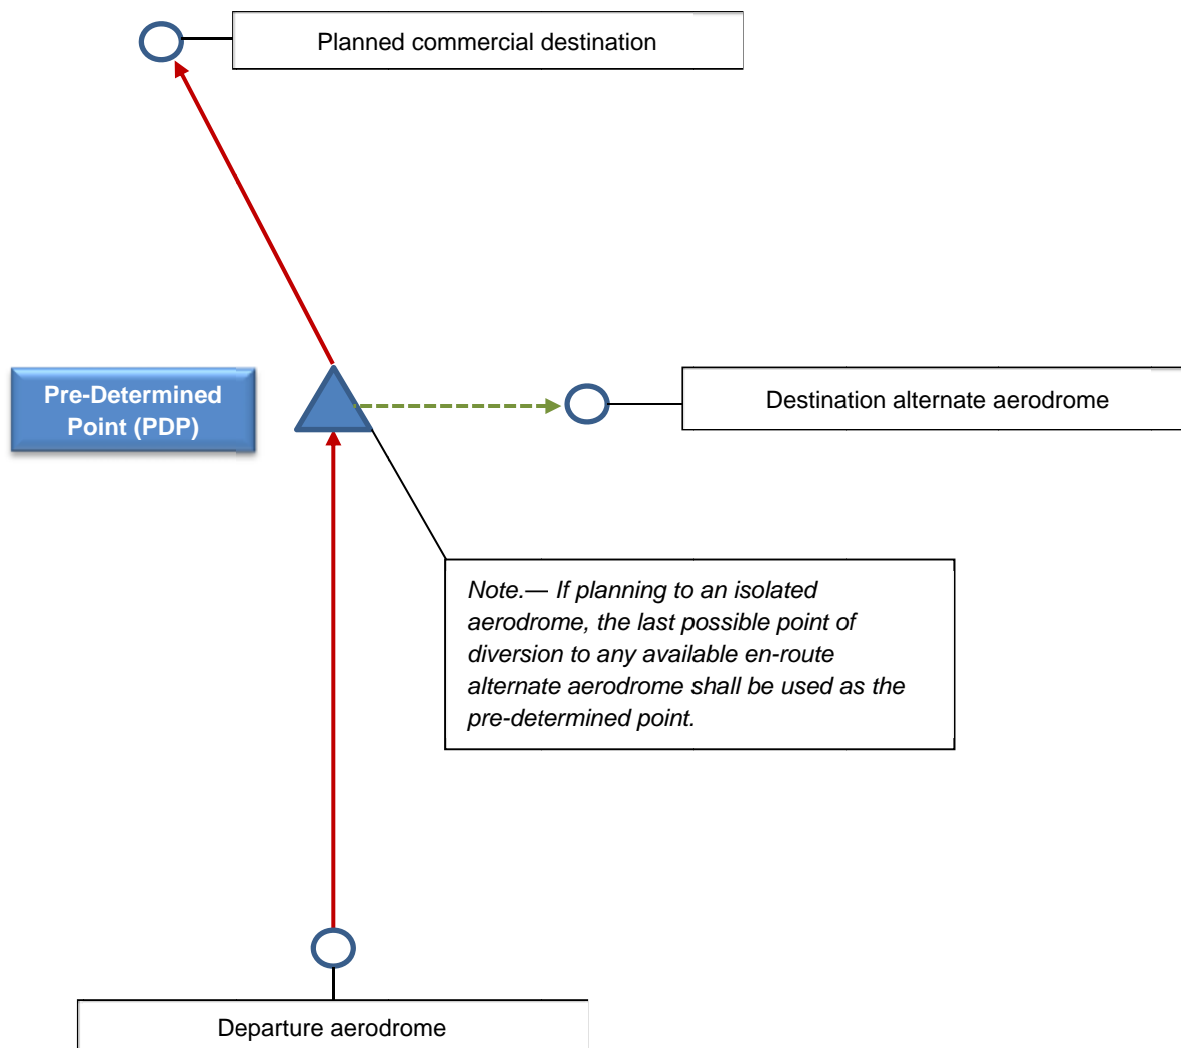 Planned commercial destination
Pre-Determined
Point (PDP)
Destination alternate aerodrome
Note.— If planning to an isolated
aerodrome, the last possible point of
diversion to any available en-route
alternate aerodrome shall be used as the
pre-determined point.
Departure aerodrome